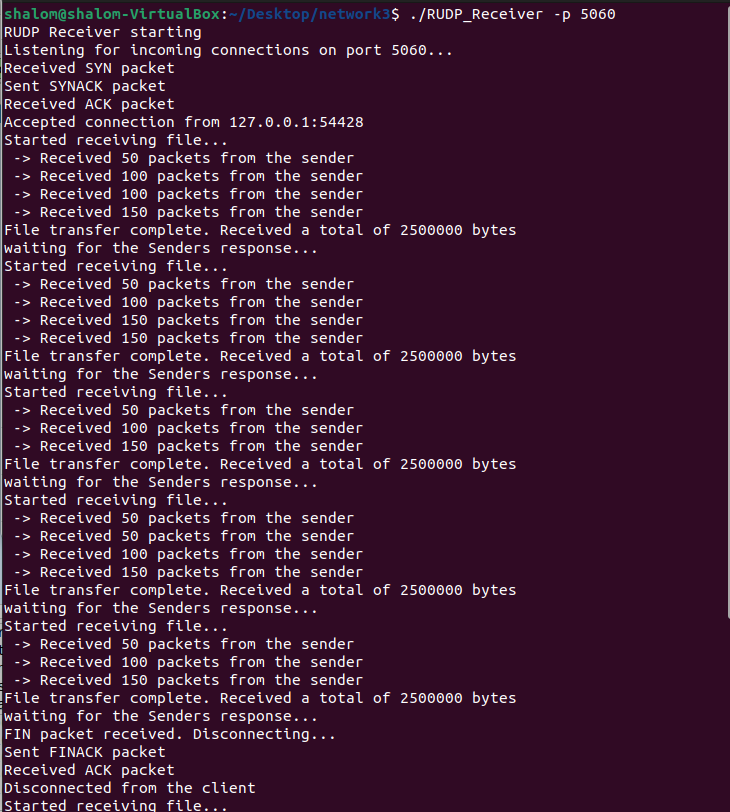 shalom@shalom-VirtualBox:~/Desktop/network3$ ./RUDP_Receiver -p 5060
RUDP Receiver starting
Listening for incoming connections on port 5060...
Received SYN packet
Sent SYNACK packet
Received ACK packet
Accepted connection from 127.0.0.1:54428
Started receiving file...
 -> Received 50 packets from the sender
 -> Received 100 packets from the sender
 -> Received 100 packets from the sender
 -> Received 150 packets from the sender
File transfer complete. Received a total of 2500000 bytes
waiting for the Senders response...
Started receiving file...
 -> Received 50 packets from the sender
 -> Received 100 packets from the sender
 -> Received 150 packets from the sender
 -> Received 150 packets from the sender
File transfer complete. Received a total of 2500000 bytes
waiting for the Senders response...
Started receiving file...
 -> Received 50 packets from the sender
 -> Received 100 packets from the sender
 -> Received 150 packets from the sender
File transfer complete. Received a total of 2500000 bytes
waiting for the Senders response...
Started receiving file...
 -> Received 50 packets from the sender
 -> Received 50 packets from the sender
 -> Received 100 packets from the sender
 -> Received 150 packets from the sender
File transfer complete. Received a total of 2500000 bytes
waiting for the Senders response...
Started receiving file...
 -> Received 50 packets from the sender
 -> Received 100 packets from the sender
 -> Received 150 packets from the sender
File transfer complete. Received a total of 2500000 bytes
waiting for the Senders response...
FIN packet received. Disconnecting...
Sent FINACK packet
Received ACK packet
Disconnected from the client
Started receiving file...